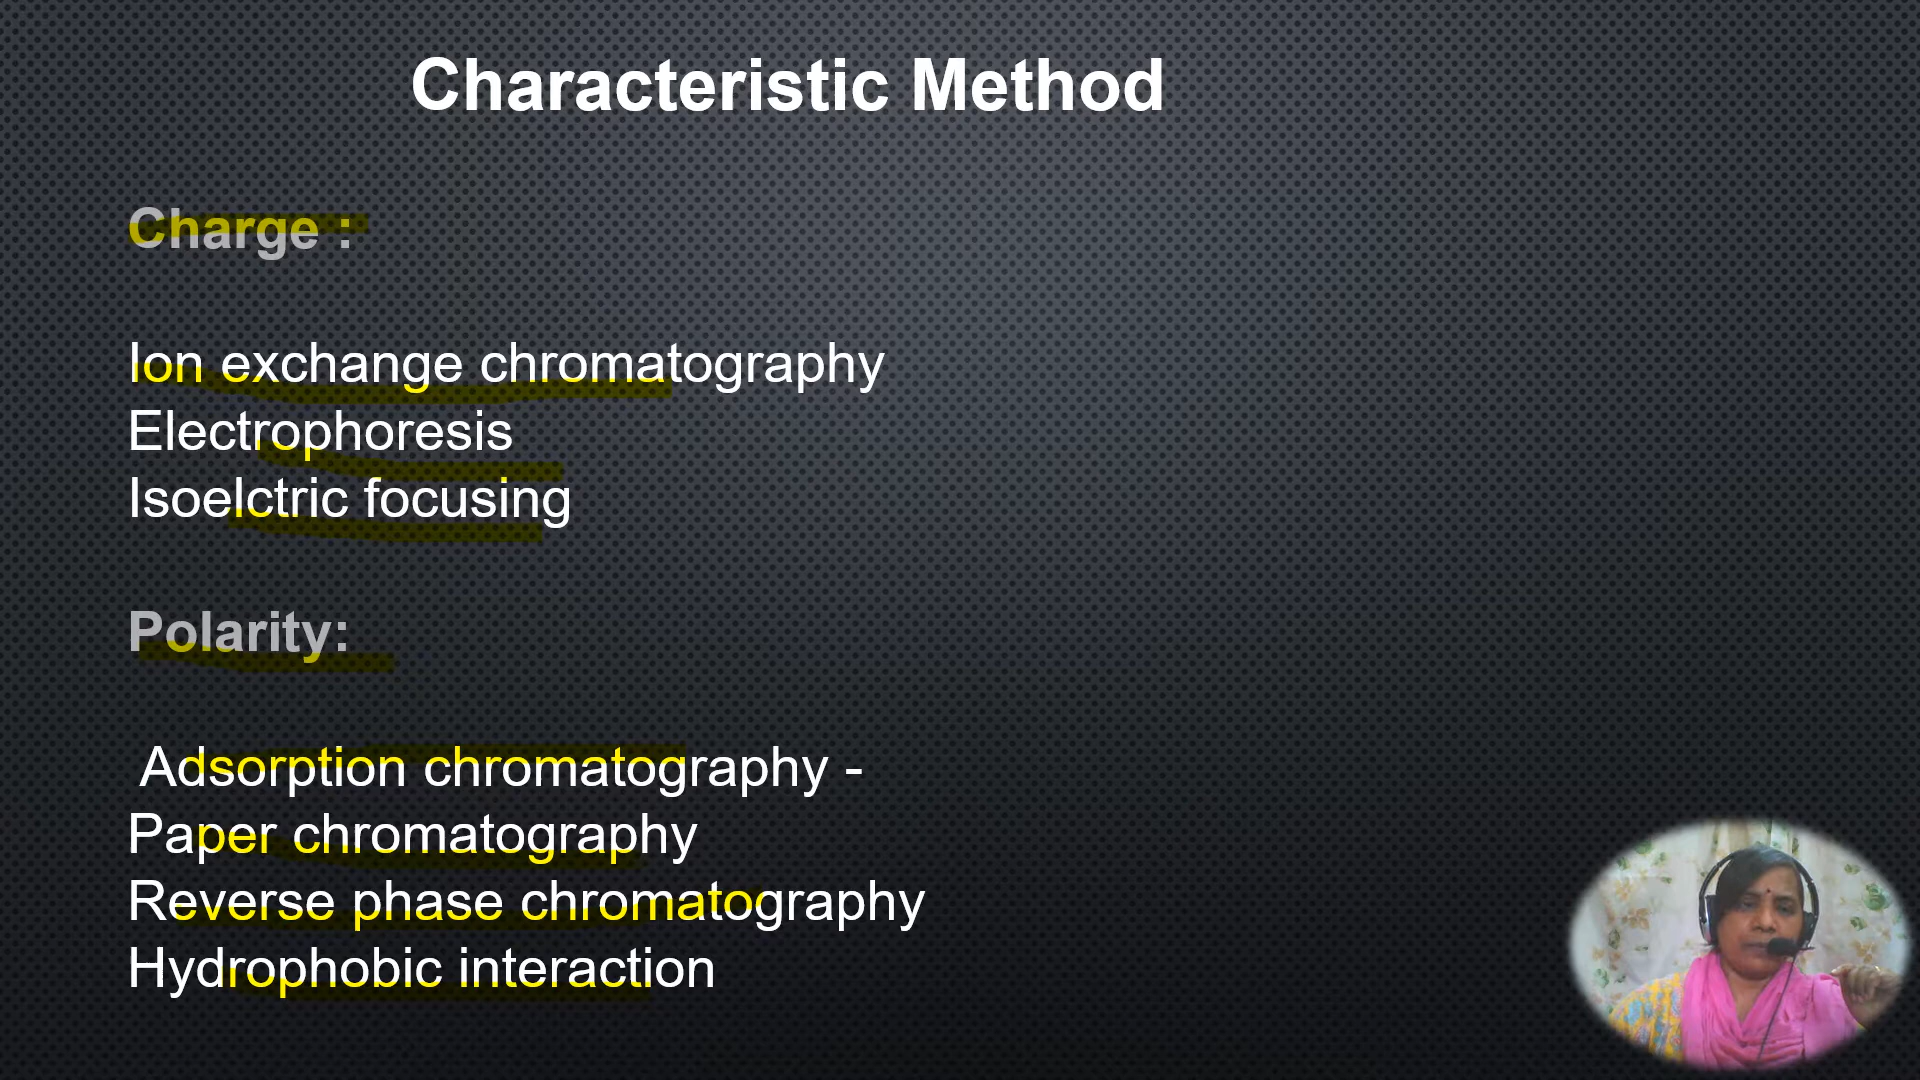 Characteristic Method
Charge :
Ion exchange chromatography
Electrophoresis
Isoelctric focusing
Polarity:
Adsorption chromatography -
Paper chromatography
Reverse phase chromatography
Hydrophobic interaction